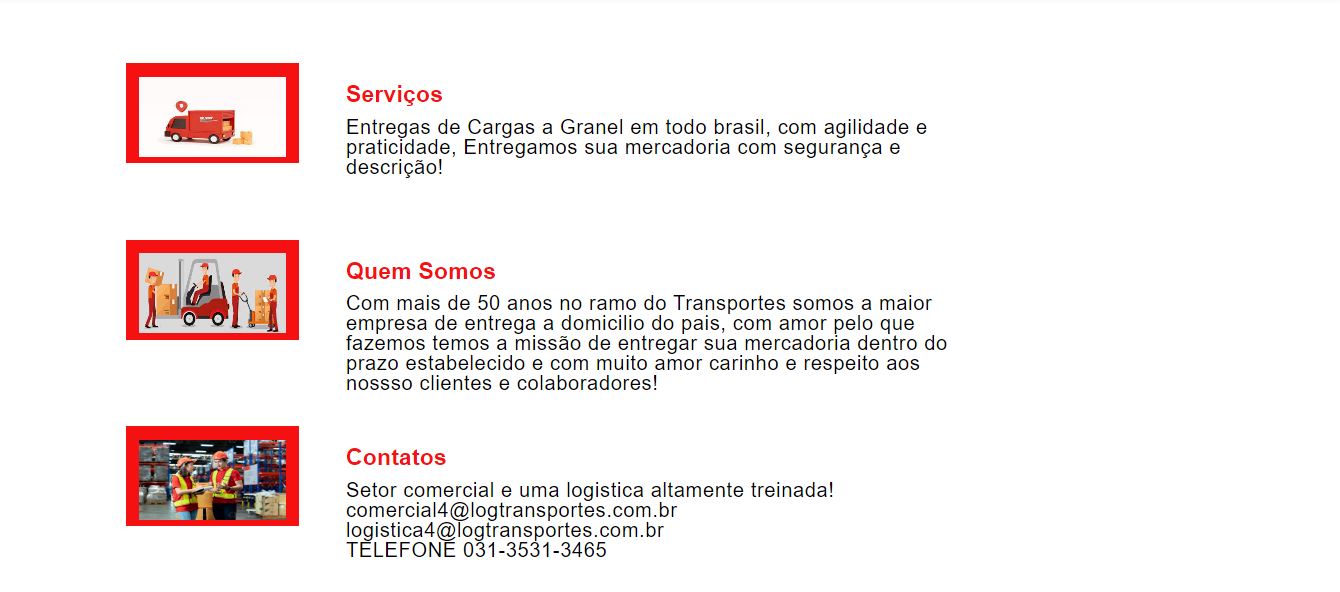 Serviços
Entregas de Cargas a Granel em todo brasil, com agilidade e
praticidade, Entregamos sua mercadoria com segurança e
descrição!
Quem Somos
Com mais de 50 anos no ramo do Transportes somos a maior
empresa de entrega a domicilio do pais, com amor pelo que
fazemos temos a missão de entregar sua mercadoria dentro do
prazo estabelecido e com muito amor carinho e respeito aos
nossso clientes e colaboradores!
Contatos
Setor comercial e uma logistica altamente treinada!
comercial4@logtransportes.com.br
logistica4@logtransportes.com.br
TELEFONE 031-3531-3465